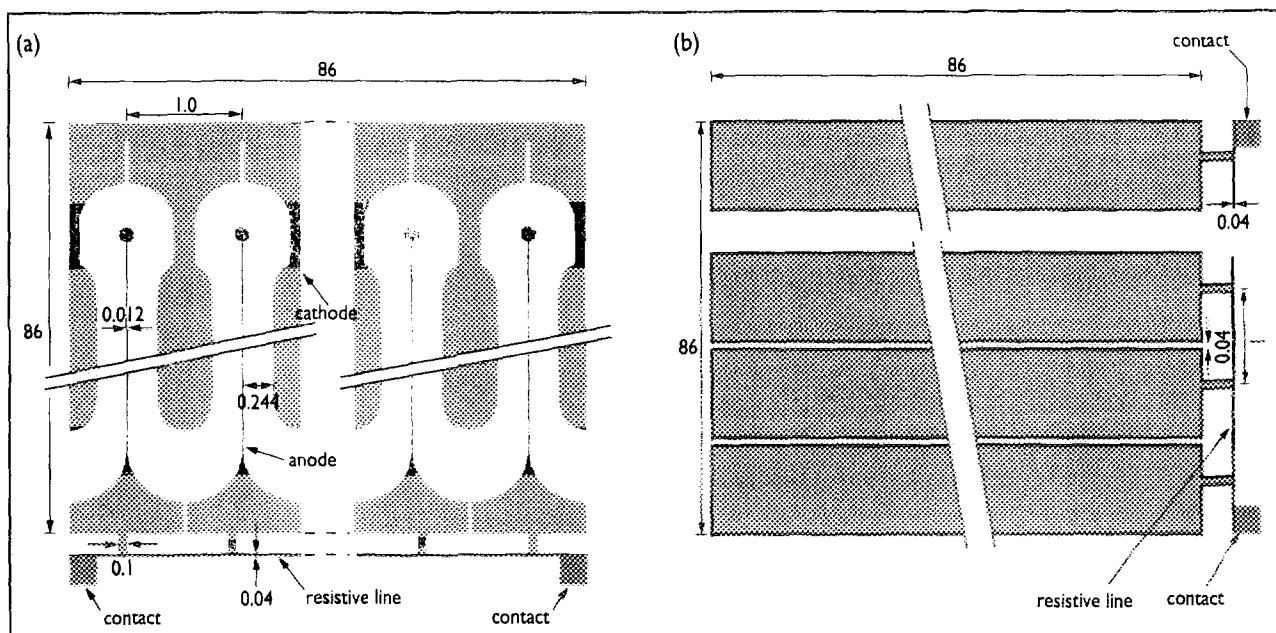 (a)
86
1.0
86
0.012
cathode
0.244
anode
0.1
0.04
resistive line
contact
contact
(b)
contact
86
0.04
86
0.04
resistive line
contact